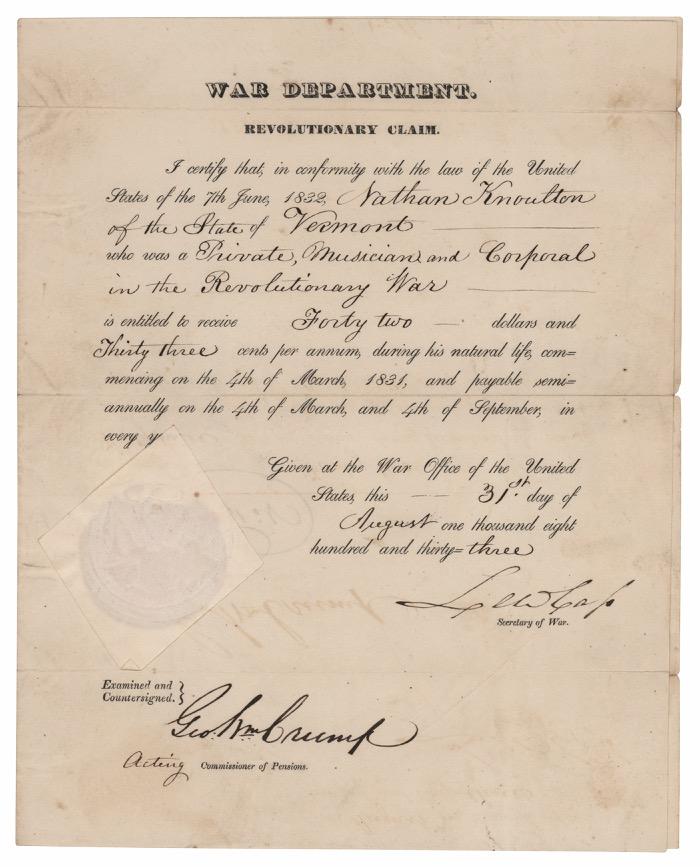 WAR DEPARTMENT.
REVOLUTIONARY CLAIM.
I certify that, in conformity with the law of the United
States of the 7th June, 1832, Nathan Knoulton
of the State of Vermont
who was a Private, Musician, and Corporal
in the Revolutionary War
is entitled to receive Forty two dollars and
Thirty three cents per annum, during his natural life, com=
mencing on the 4th of March, 1831, and payable semi=
annually on the 4th of March, and 4th of September, in
every y
Given at the War Office of the United
States, this 31st. day of
August one thousand eight
hundred and thirty=three
Lew Cass
Secretary of War.
Examined and
Countersigned. }
Geo. Wm. Crump
Acting Commissioner of Pensions.